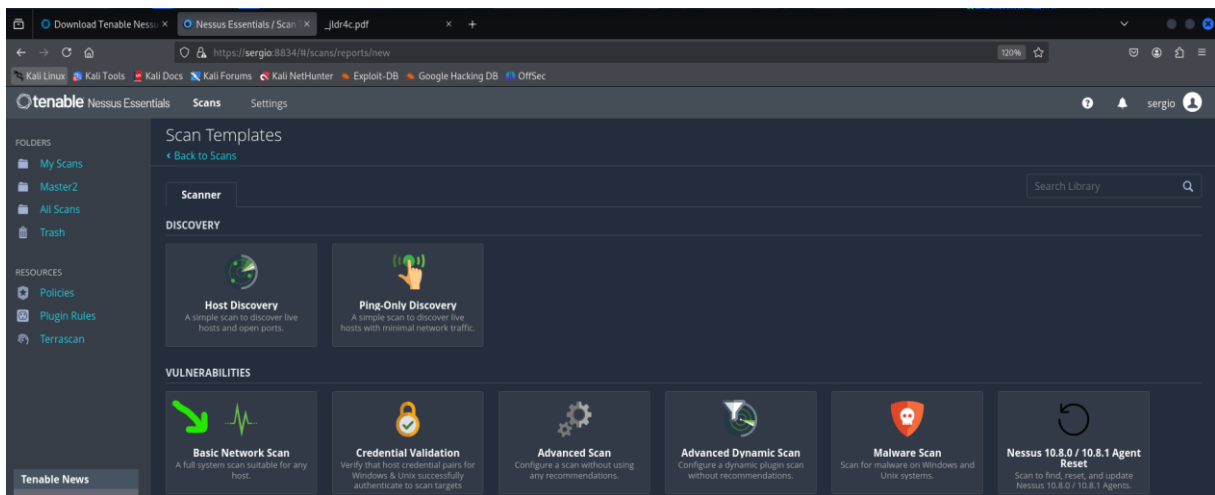 Download Tenable Nessu
Nessus Essentials / Scan
_jldr4c.pdf
https://sergio:8834/#/scans/reports/new
120%
Kali Linux
Kali Tools
Kali Docs
Kali Forums
Kali NetHunter
Exploit-DB
Google Hacking DB
OffSec
tenable Nessus Essentials
Scans
Settings
sergio
FOLDERS
My Scans
Master2
All Scans
Trash
RESOURCES
Policies
Plugin Rules
Terrascan
Tenable News
Scan Templates
Back to Scans
Scanner
Search Library
DISCOVERY
Host Discovery
A simple scan to discover live
hosts and open ports.
Ping-Only Discovery
A simple scan to discover live
hosts with minimal network traffic.
VULNERABILITIES
Basic Network Scan
A full system scan suitable for any
host.
Credential Validation
Verify that host credential pairs for
Windows & Unix successfully
authenticate to scan targets
Advanced Scan
Configure a scan without using
any recommendations.
Advanced Dynamic Scan
Configure a dynamic plugin scan
without recommendations.
Malware Scan
Scan for malware on Windows and
Unix systems.
Nessus 10.8.0 / 10.8.1 Agent
Reset
Scan to find, reset, and update
Nessus 10.8.0 / 10.8.1 Agents.